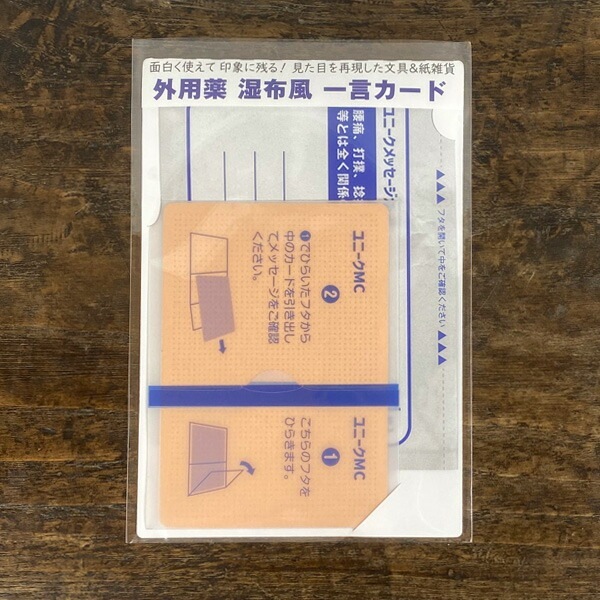 面白く使えて 印象に残る！ 見た目を再現した文具&紙雑貨
外用薬 湿布風 一言カード
ユニークメッセージ
腰痛、打撲、捻
等とは全く関係
▲▲▲ フタを開いて中をご確認ください ▲▲▲
ユニークMC
❷
❶でひらいたフタから
中のカードを引き出し
てメッセージをご確認
ください。
ユニークMC
❶
こちらのフタを
ひらきます。